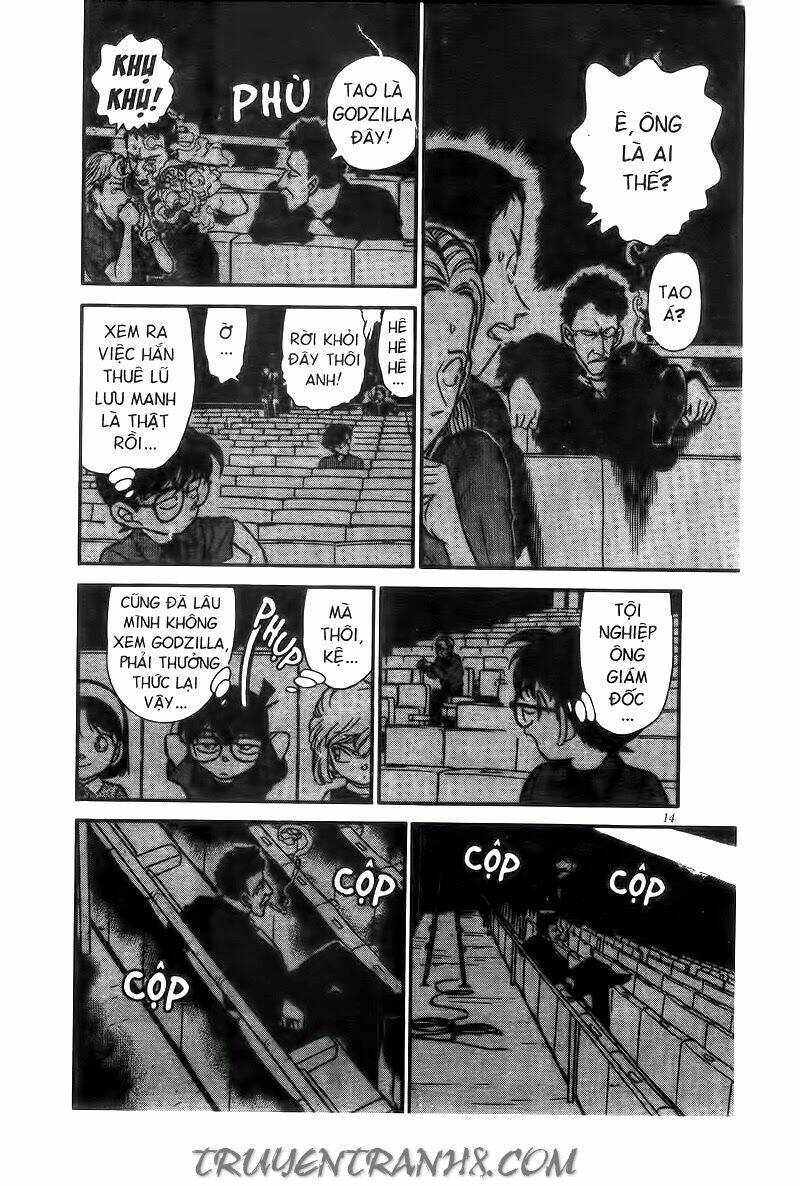 Ê, ÔNG
LÀ AI
THẾ?
TAO
Á?
TAO LÀ
GODZILLA
ĐÂY!
PHÙ
KHỤ
KHỤ!
HÊ
HÊ
HÊ
...
RỜI KHỎI
ĐÂY THÔI
ANH!
Ờ
...
XEM RA
VIỆC HẮN
THUÊ LŨ
LƯU MANH
LÀ THẬT
RỒI...
TỘI
NGHIỆP
ÔNG
GIÁM
ĐỐC
...
MÀ
THÔI,
KỆ...
PHỤP
CŨNG ĐÃ LÂU
MÌNH KHÔNG
XEM GODZILLA,
PHẢI THƯỞNG
THỨC LẠI
VẬY...
14
CỘP
CỘP
CỘP
CỘP
TRUYENTRANH8.COM